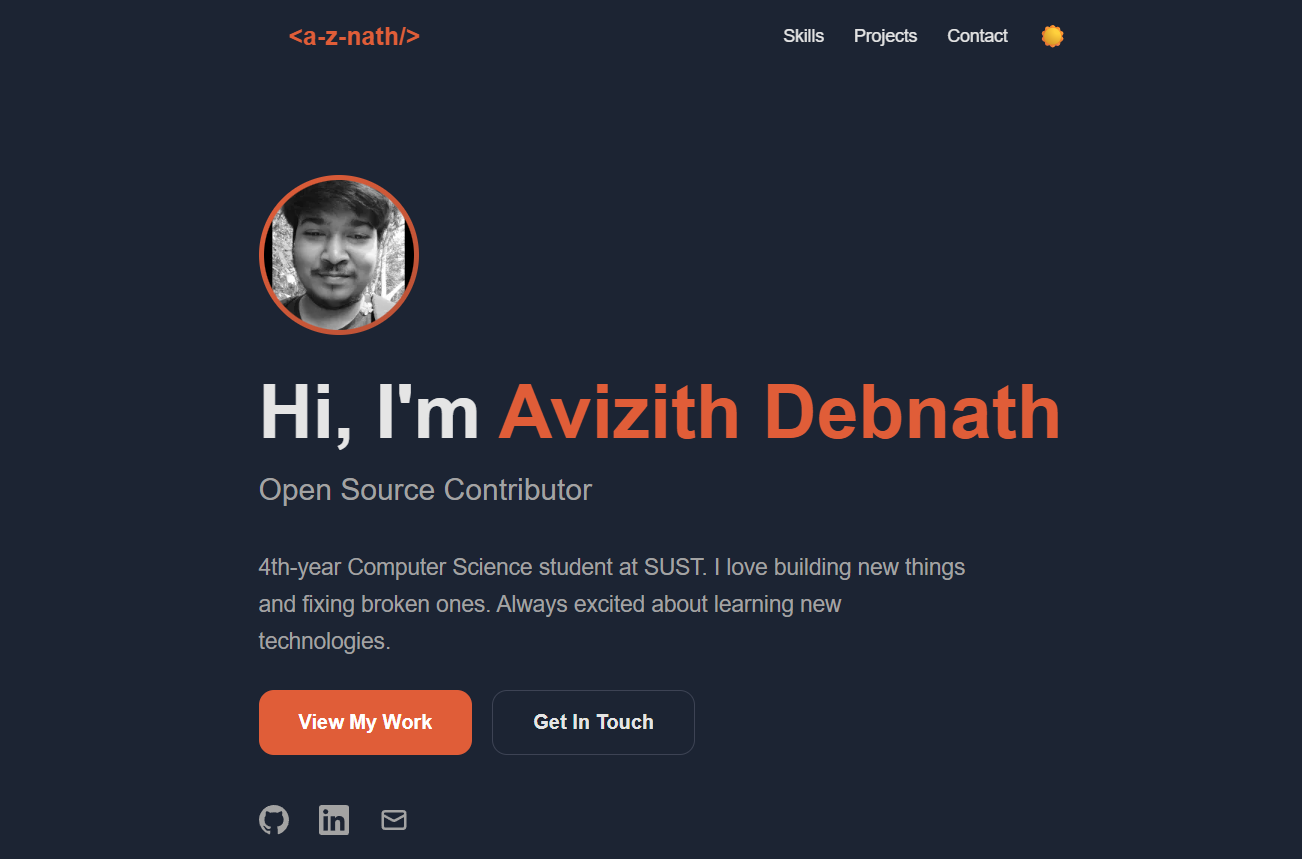 <a-z-nath/>
Skills Projects Contact
Hi, I'm Avizith Debnath
Open Source Contributor
4th-year Computer Science student at SUST. I love building new things
and fixing broken ones. Always excited about learning new
technologies.
View My Work
Get In Touch
in